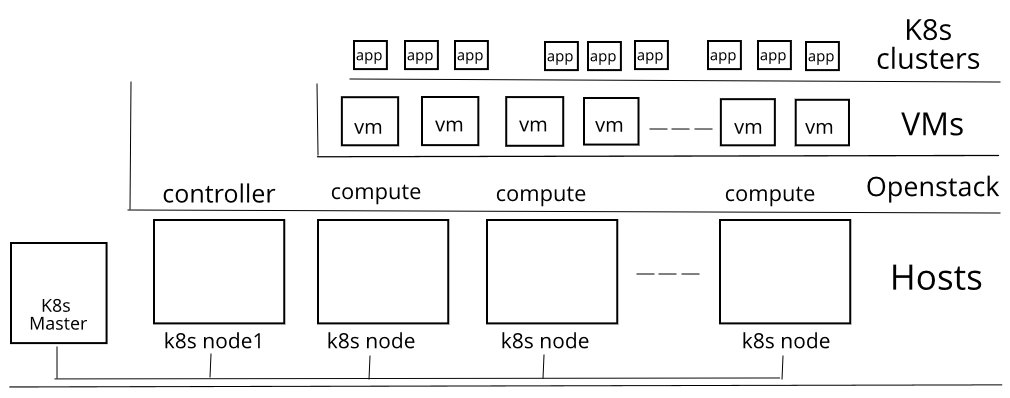 K8s
clusters
app app app app app app app app app
vm vm vm vm vm vm
VMs
controller compute compute compute
Openstack
K8s
Master
Hosts
k8s node1 k8s node k8s node k8s node